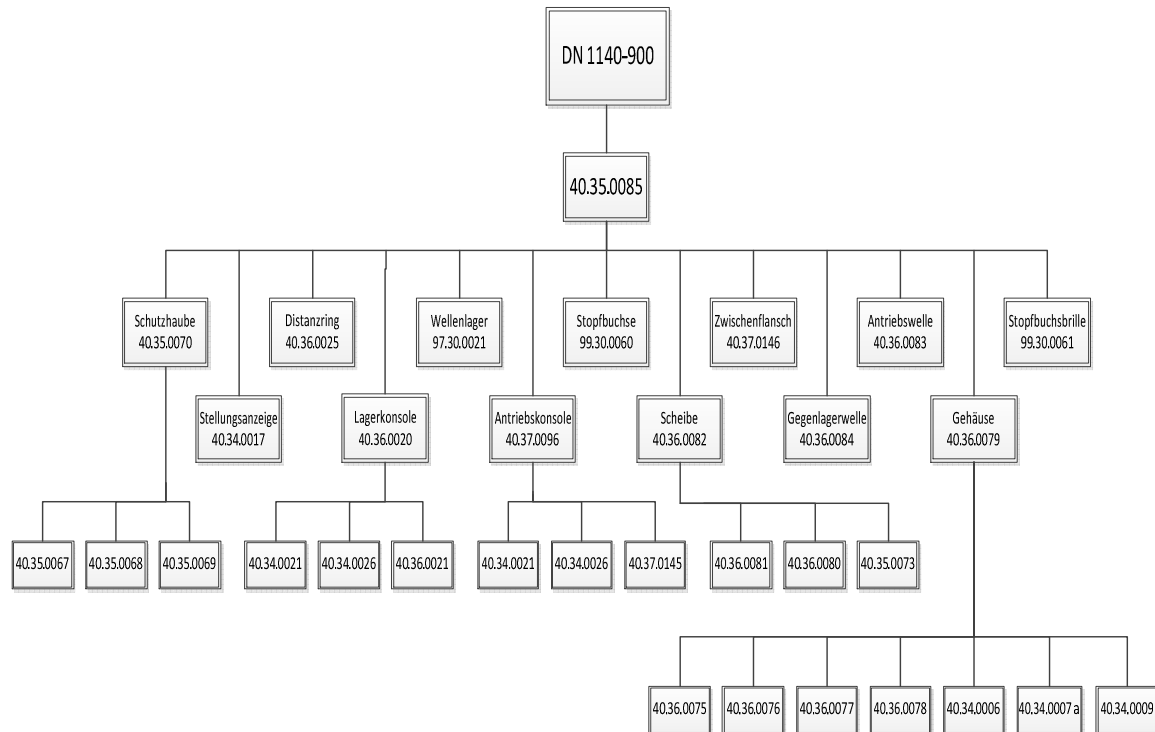 DN 1140-900
40.35.0085
Schutzhaube
40.35.0070
Distanzring
40.36.0025
Wellenlager
97.30.0021
Stopfbuchse
99.30.0060
Zwischenflansch
40.37.0146
Antriebswelle
40.36.0083
Stopfbuchsbrille
99.30.0061
Stellungsanzeige
40.34.0017
Lagerkonsole
40.36.0020
Antriebskonsole
40.37.0096
Scheibe
40.36.0082
Gegenlagerwelle
40.36.0084
Gehäuse
40.36.0079
40.35.0067
40.35.0068
40.35.0069
40.34.0021
40.34.0026
40.36.0021
40.34.0021
40.34.0026
40.37.0145
40.36.0081
40.36.0080
40.35.0073
40.36.0075
40.36.0076
40.36.0077
40.36.0078
40.34.0006
40.34.0007 a
40.34.0009